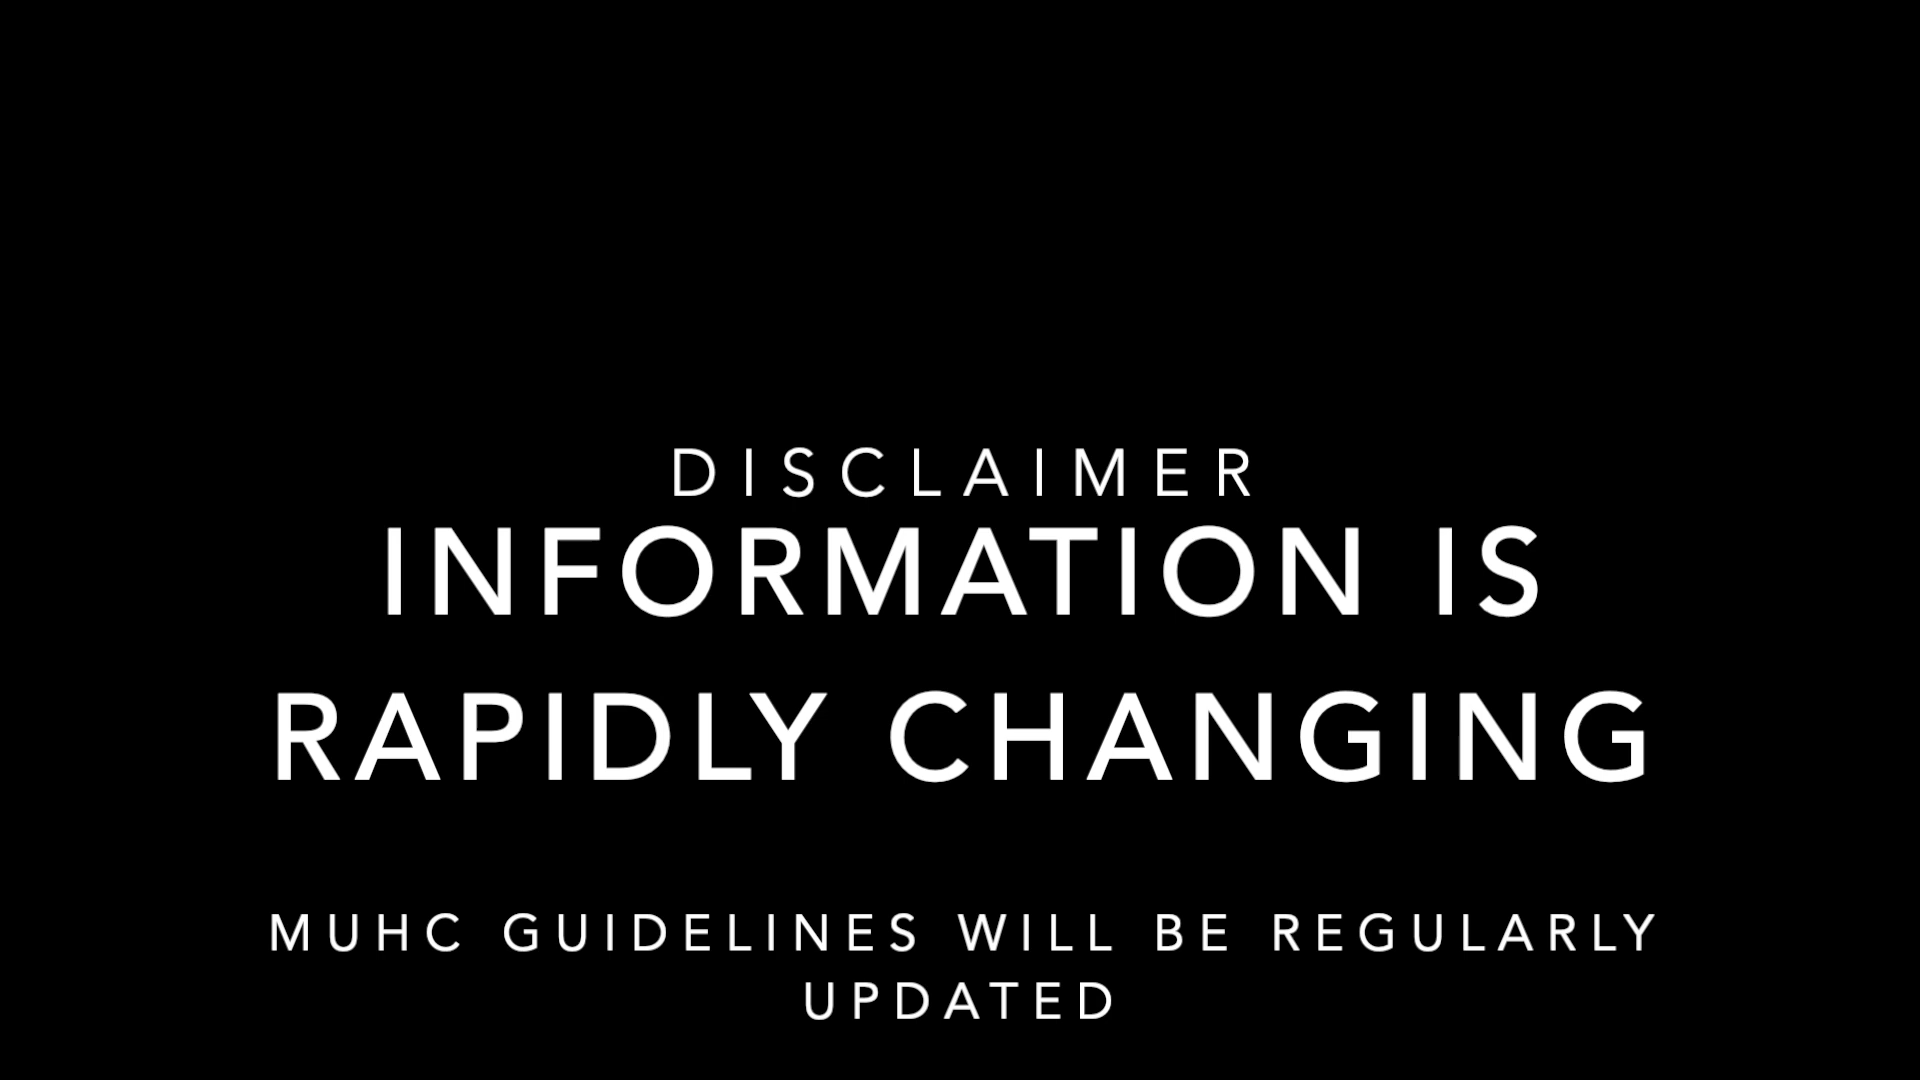 DISCLAIMER
INFORMATION IS
RAPIDLY CHANGING
MUHC GUIDELINES WILL BE REGULARLY
UPDATED